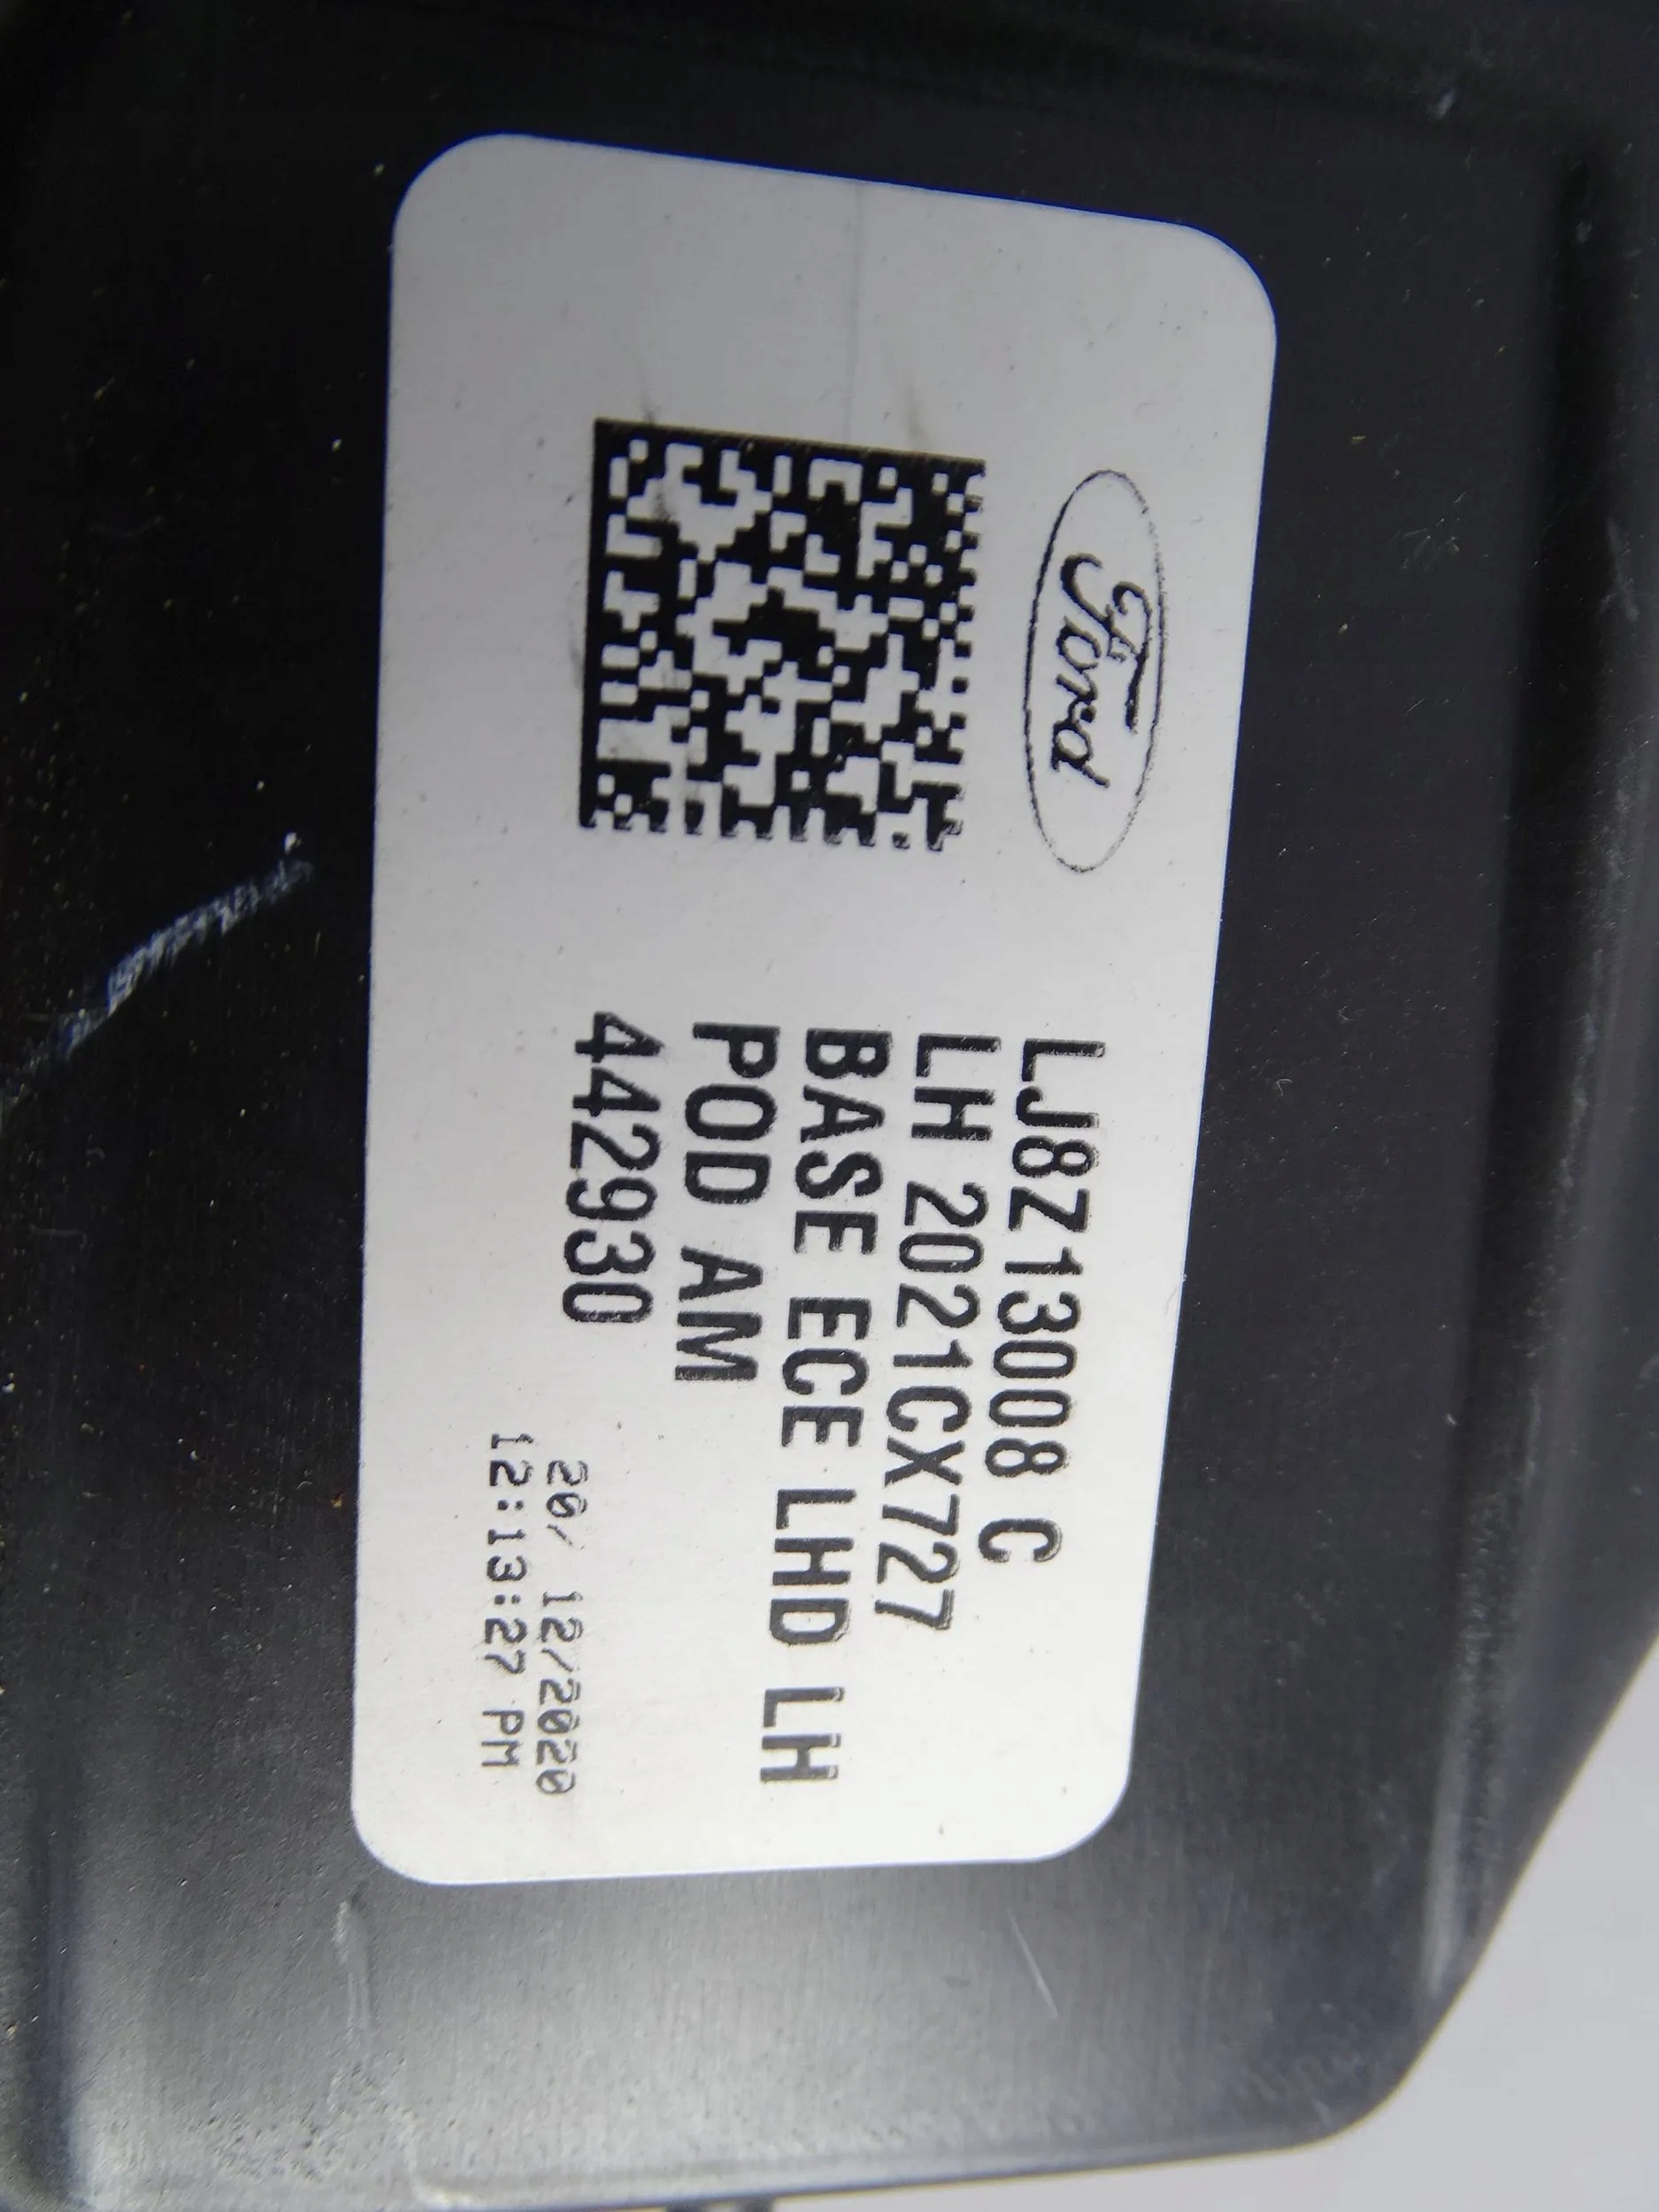 Ford
LJ8Z13008 C
LH 2021CX727
BASE ECE LHD LH
POD AM
442930
20/ 12/2020
12:13:27 PM